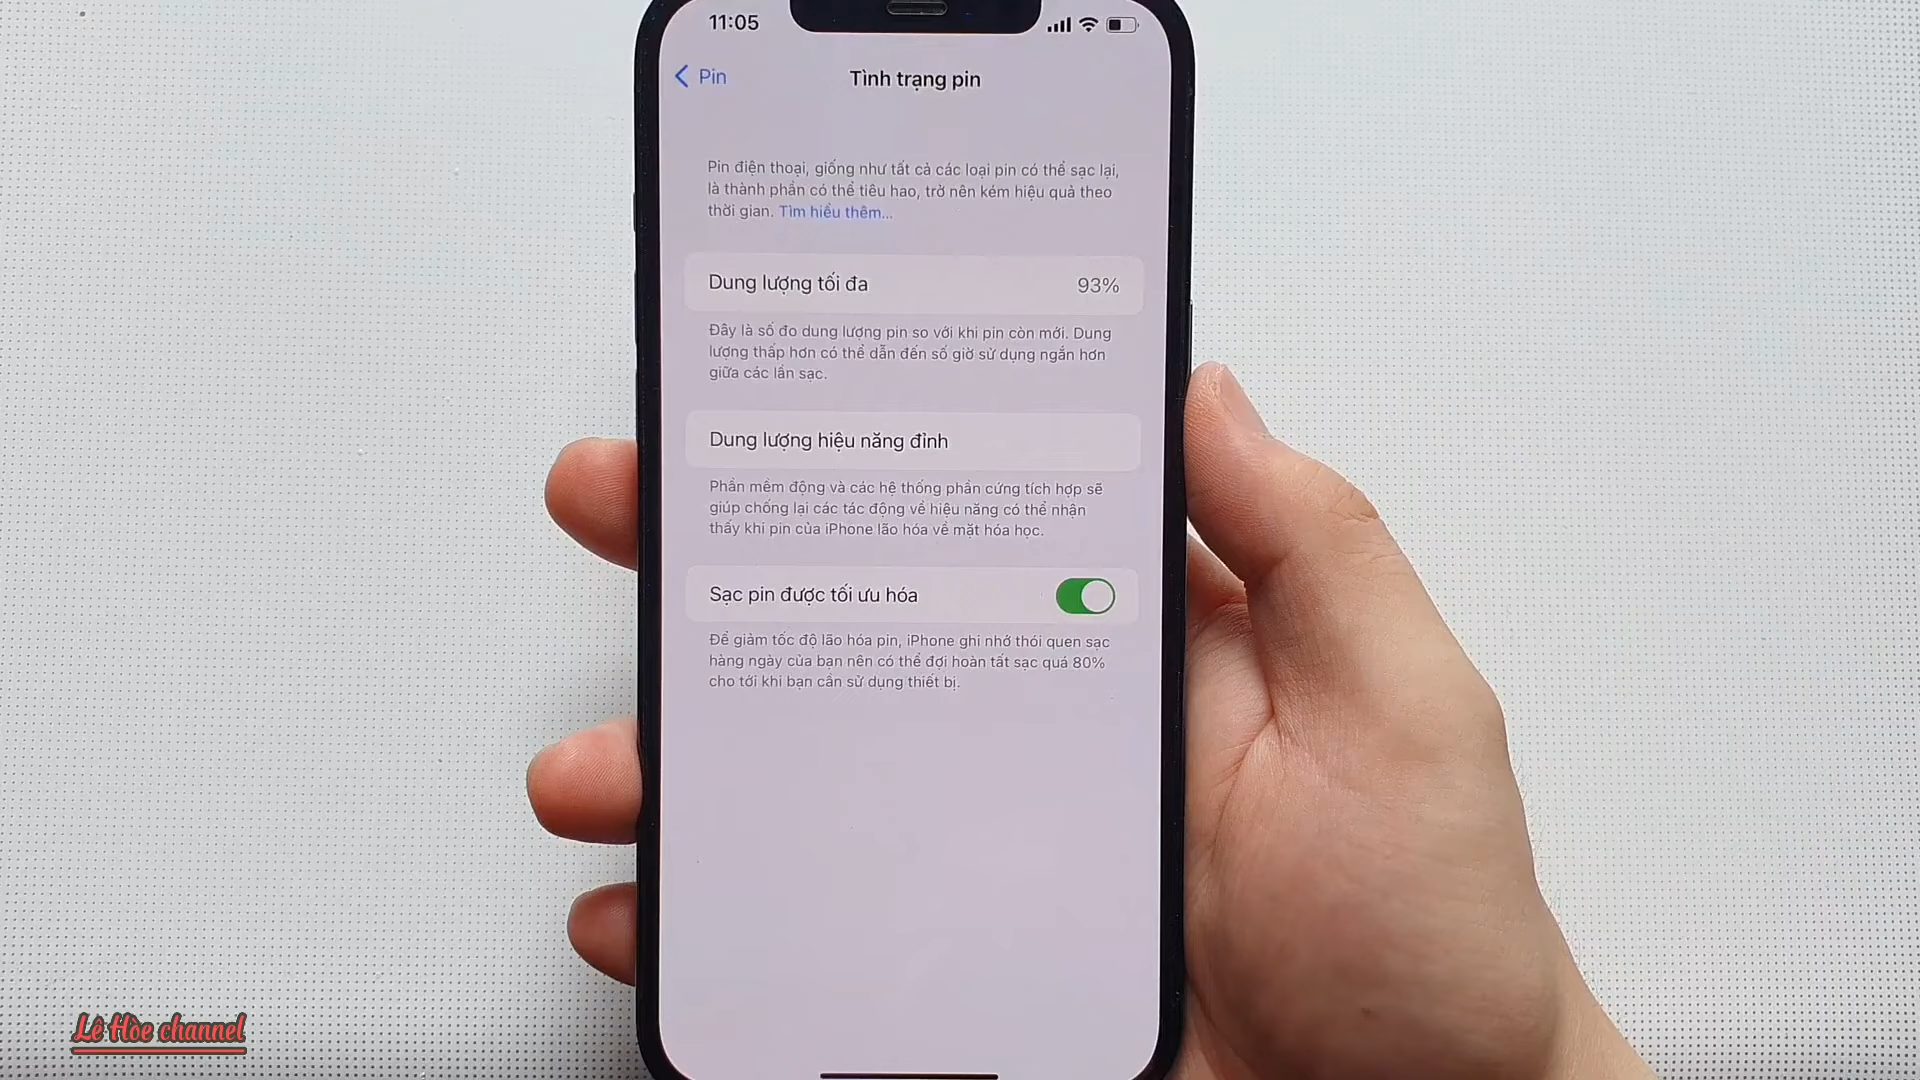 11:05
Pin
Tình trạng pin
Pin điện thoại, giống như tất cả các loại pin có thể sạc lại,
là thành phần có thể tiêu hao, trở nên kém hiệu quả theo
thời gian. Tìm hiểu thêm...
Dung lượng tối đa 93%
Đây là số đo dung lượng pin so với khi pin còn mới. Dung
lượng thấp hơn có thể dẫn đến số giờ sử dụng ngắn hơn
giữa các lần sạc.
Dung lượng hiệu năng đỉnh
Phần mềm động và các hệ thống phần cứng tích hợp sẽ
giúp chống lại các tác động về hiệu năng có thể nhận
thấy khi pin của iPhone lão hóa về mặt hóa học.
Sạc pin được tối ưu hóa
Để giảm tốc độ lão hóa pin, iPhone ghi nhớ thói quen sạc
hàng ngày của bạn nên có thể đợi hoàn tất sạc quá 80%
cho tới khi bạn cần sử dụng thiết bị.
Lê Hòe channel